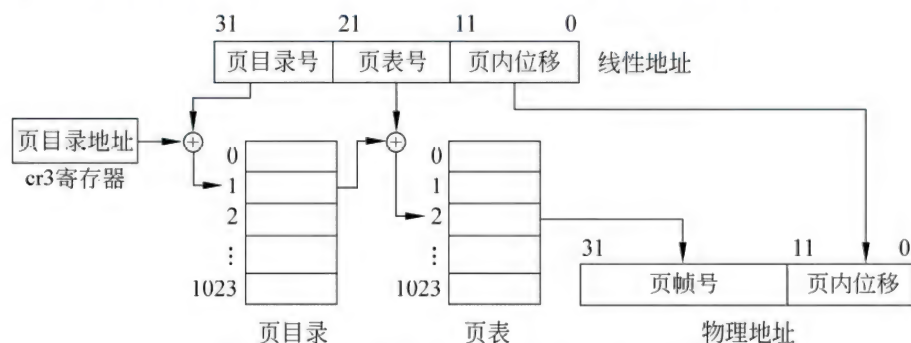 31 21 11 0
页目录号 页表号 页内位移 线性地址
页目录地址
cr3寄存器
0
1
2
⋮
1023
页目录
0
1
2
⋮
1023
页表
31 11 0
页帧号 页内位移
物理地址